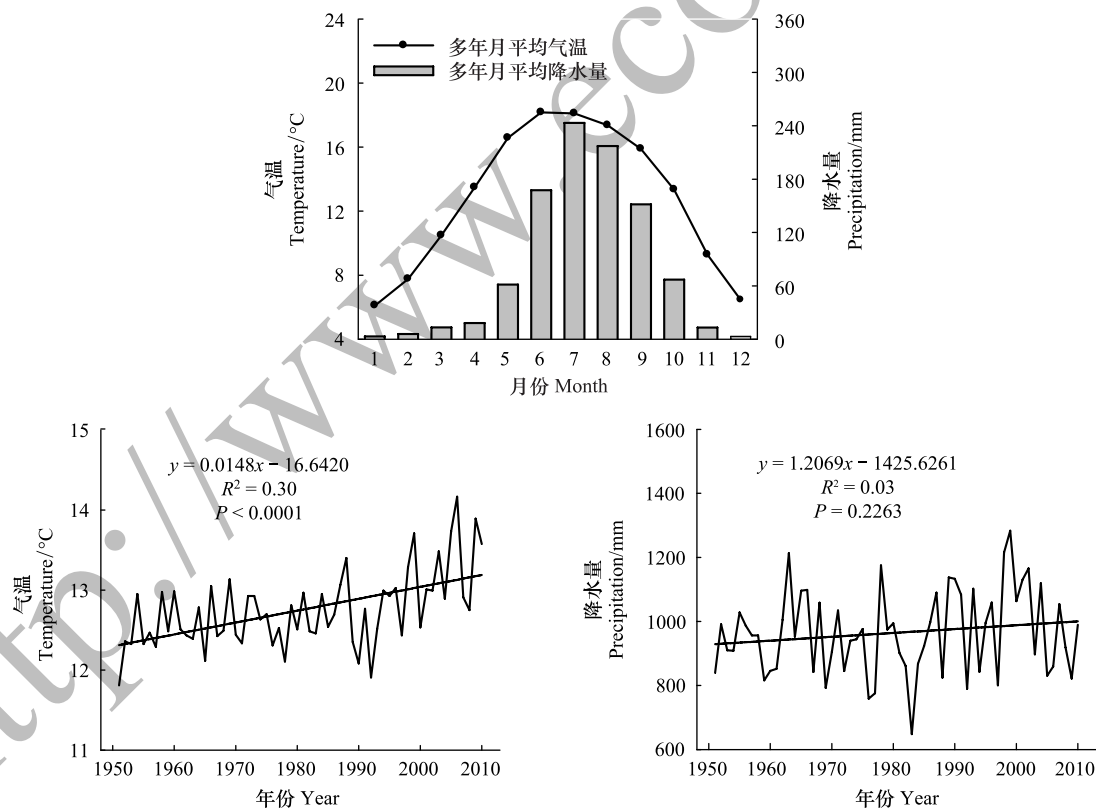 24
20
16
12
8
4
气温
Temperature/°C
多年月平均气温
多年月平均降水量
360
300
240
180
120
60
0
降水量
Precipitation/mm
1 2 3 4 5 6 7 8 9 10 11 12
月份 Month
15
14
13
12
11
气温
Temperature/°C
y = 0.0148x − 16.6420
R² = 0.30
P < 0.0001
1950 1960 1970 1980 1990 2000 2010
年份 Year
1600
1400
1200
1000
800
600
降水量
Precipitation/mm
y = 1.2069x − 1425.6261
R² = 0.03
P = 0.2263
1950 1960 1970 1980 1990 2000 2010
年份 Year
ttp://www.eco